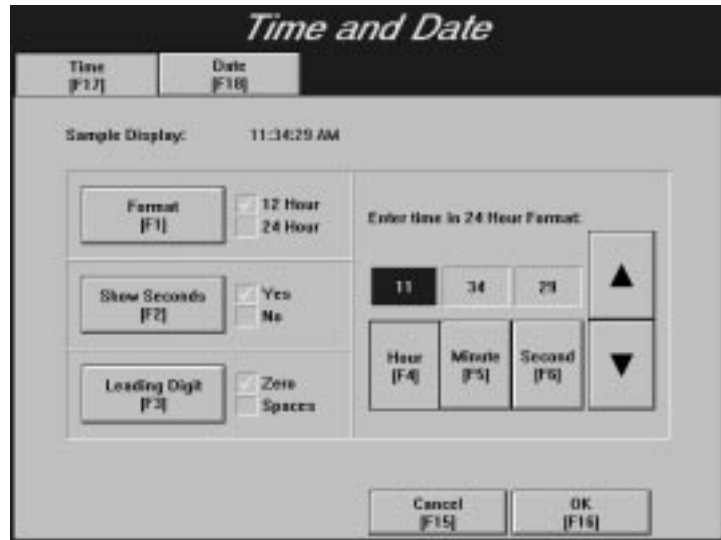 Time and Date
Time
[F17]
Date
[F18]
Sample Display: 11:34:29 AM
Format
[F1]
12 Hour
24 Hour
Show Seconds
[F2]
Yes
No
Leading Digit
[F3]
Zero
Spaces
Enter time in 24 Hour Format:
11 34 29
Hour
[F4]
Minute
[F5]
Second
[F6]
Cancel
[F15]
OK
[F16]